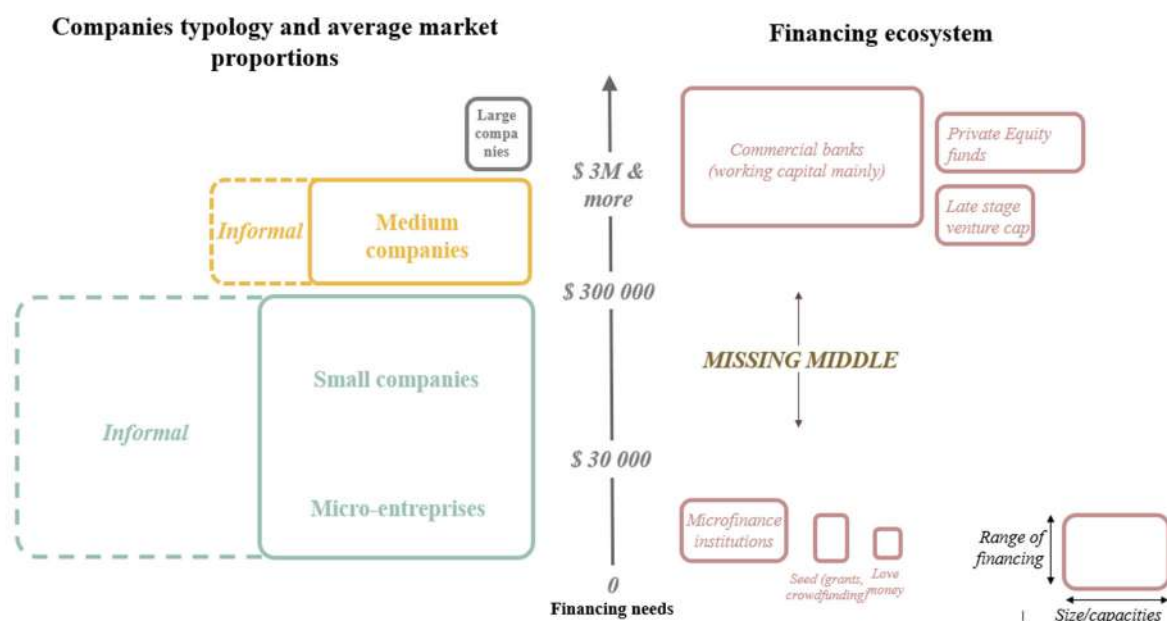 Companies typology and average market
proportions
Financing ecosystem
Large
compa
nies
Informal
Medium
companies
Informal
Small companies
Micro-entreprises
$ 3M &
more
$ 300 000
$ 30 000
0
Financing needs
Commercial banks
(working capital mainly)
Private Equity
funds
Late stage
venture cap
MISSING MIDDLE
Microfinance
institutions
Seed (grants,
crowdfunding)
Love
money
Range of
financing
Size/capacities